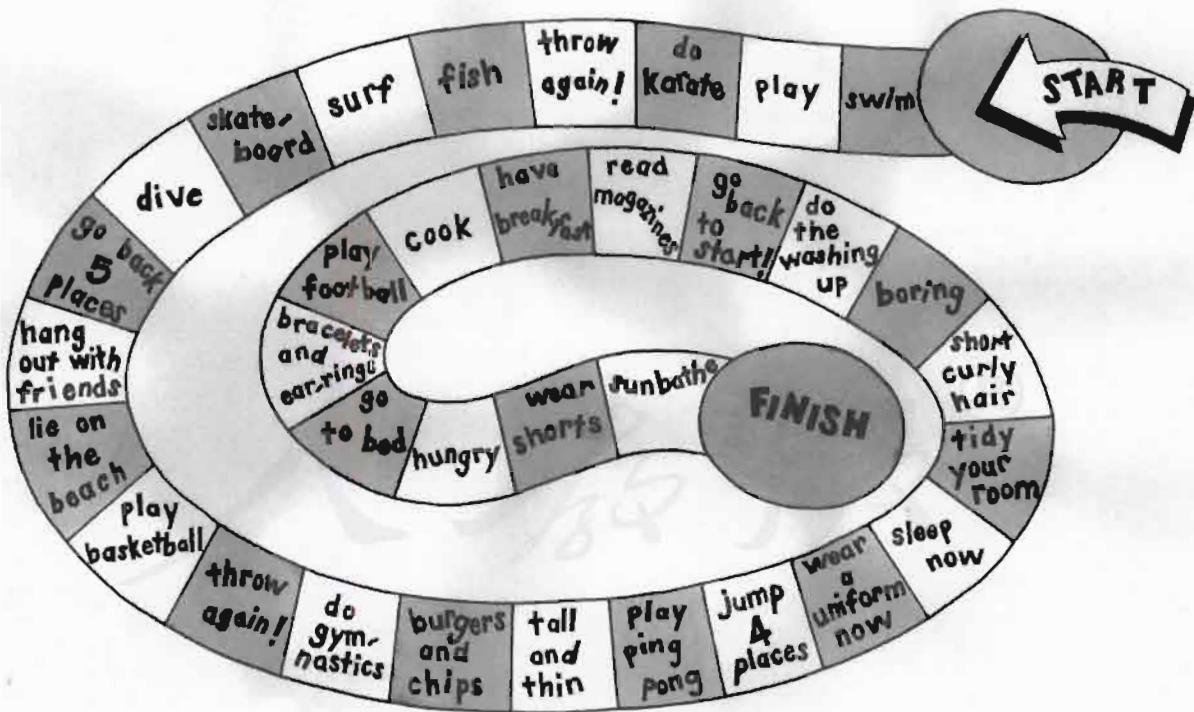 START
swim
play
do
Karate
throw
again!
fish
surf
skate-
board
dive
go back
5
places
hang
out with
friends
lie on
the
beach
play
basketball
throw
again!
do
gym-
nastics
burgers
and
chips
tall
and
thin
play
ping
pong
jump
4
places
wear
a
uniform
now
sleep
now
tidy
your
room
short
curly
hair
boring
do
the
washing
up
go
back
to
start!
read
magazines
have
breakfast
cook
play
football
bracelets
and
earrings
go
to bed
hungry
wear
shorts
sunbathe
FINISH